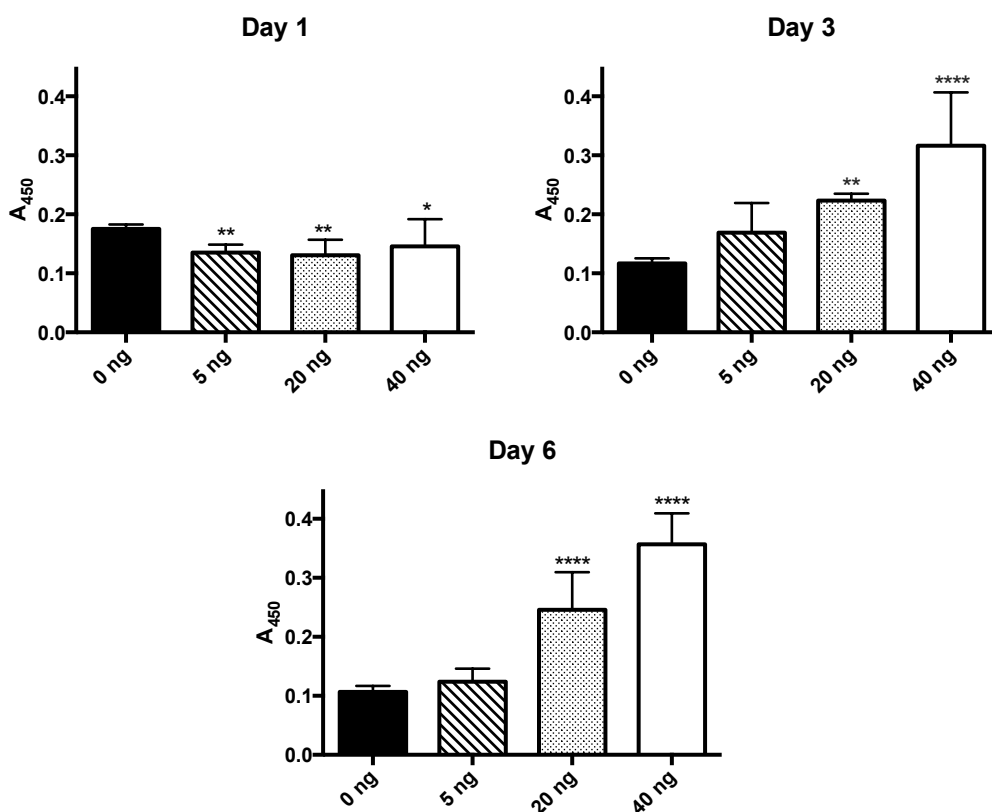 Day 1
A450
0.4
0.3
0.2
0.1
0.0
**
**
*
0 ng
5 ng
20 ng
40 ng
Day 3
A450
0.4
0.3
0.2
0.1
0.0
**
****
0 ng
5 ng
20 ng
40 ng
Day 6
A450
0.4
0.3
0.2
0.1
0.0
****
****
0 ng
5 ng
20 ng
40 ng